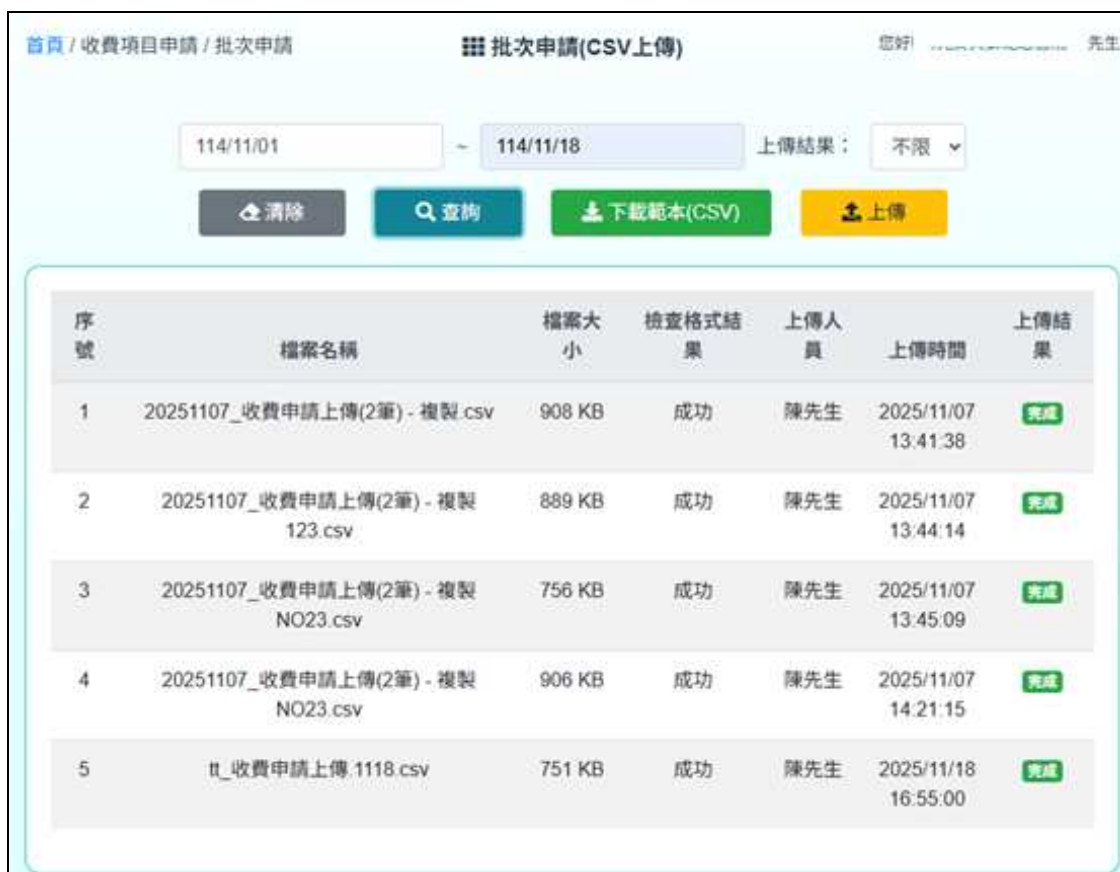 首頁 / 收費項目申請 / 批次申請
批次申請(CSV上傳)
您好! 先生
114/11/01 ~ 114/11/18 上傳結果： 不限
清除 查詢 下載範本(CSV) 上傳
序號 檔案名稱 檔案大小 檢查格式結果 上傳人員 上傳時間 上傳結果
1 20251107_收費申請上傳(2筆) - 複製.csv 908 KB 成功 陳先生 2025/11/07 13:41:38 完成
2 20251107_收費申請上傳(2筆) - 複製123.csv 889 KB 成功 陳先生 2025/11/07 13:44:14 完成
3 20251107_收費申請上傳(2筆) - 複製NO23.csv 756 KB 成功 陳先生 2025/11/07 13:45:09 完成
4 20251107_收費申請上傳(2筆) - 複製NO23.csv 906 KB 成功 陳先生 2025/11/07 14:21:15 完成
5 tt_收費申請上傳.1118.csv 751 KB 成功 陳先生 2025/11/18 16:55:00 完成